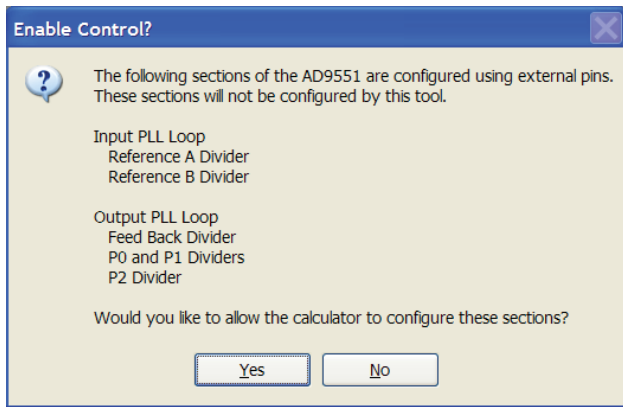 Enable Control?
The following sections of the AD9551 are configured using external pins.
These sections will not be configured by this tool.
Input PLL Loop
Reference A Divider
Reference B Divider
Output PLL Loop
Feed Back Divider
P0 and P1 Dividers
P2 Divider
Would you like to allow the calculator to configure these sections?
Yes
No